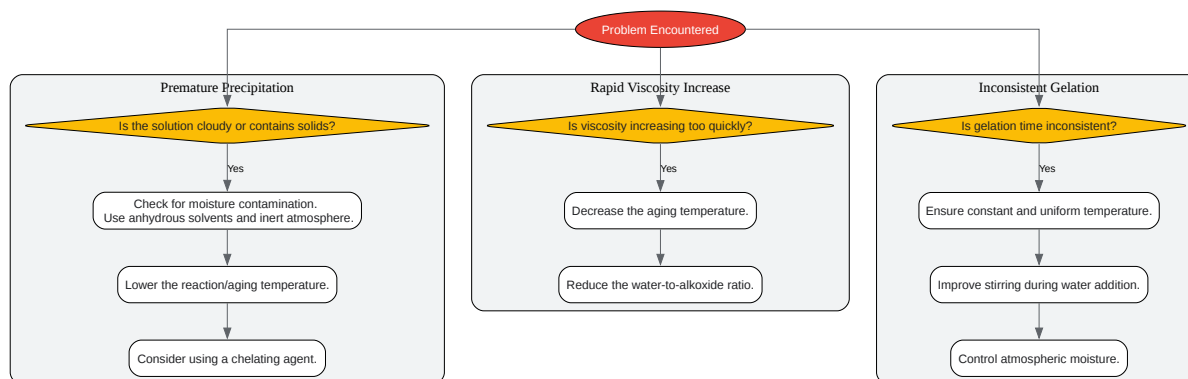 Problem Encountered
Premature Precipitation
Is the solution cloudy or contains solids?
Yes
Check for moisture contamination.
Use anhydrous solvents and inert atmosphere.
Lower the reaction/aging temperature.
Consider using a chelating agent.
Rapid Viscosity Increase
Is viscosity increasing too quickly?
Yes
Decrease the aging temperature.
Reduce the water-to-alkoxide ratio.
Inconsistent Gelation
Is gelation time inconsistent?
Yes
Ensure constant and uniform temperature.
Improve stirring during water addition.
Control atmospheric moisture.